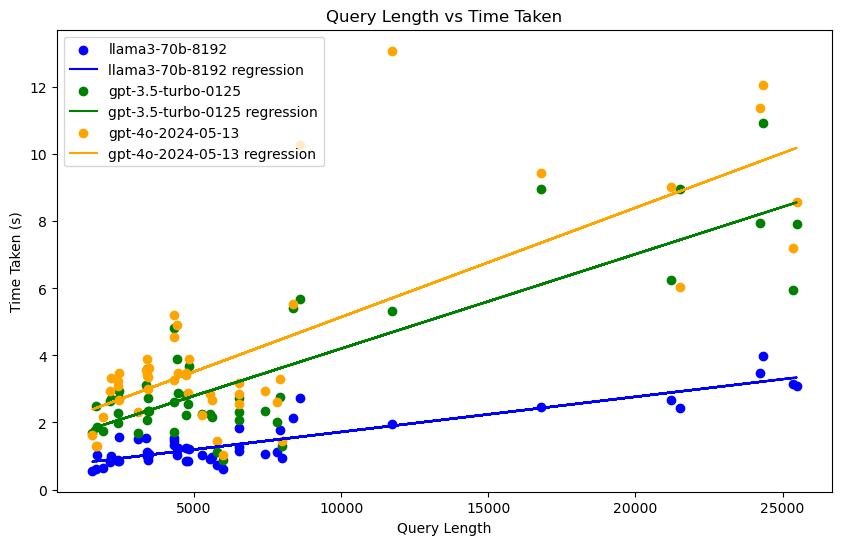 Query Length vs Time Taken
llama3-70b-8192
llama3-70b-8192 regression
gpt-3.5-turbo-0125
gpt-3.5-turbo-0125 regression
gpt-4o-2024-05-13
gpt-4o-2024-05-13 regression
Time Taken (s)
12
10
8
6
4
2
0
5000 10000 15000 20000 25000
Query Length